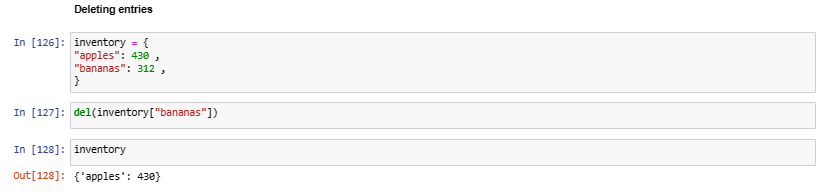 Deleting entries
In [126]: inventory = {
"apples": 430 ,
"bananas": 312 ,
}
In [127]: del(inventory["bananas"])
In [128]: inventory
Out[128]: {'apples': 430}